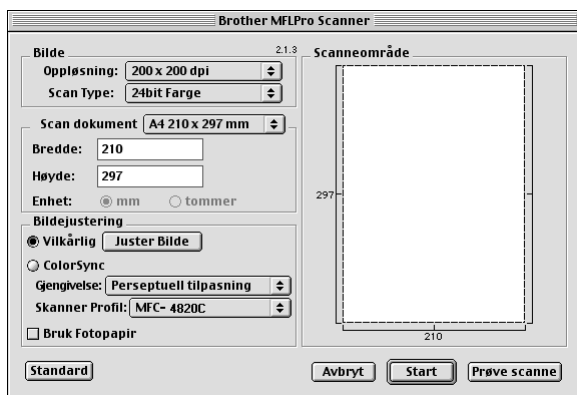 Brother MFLPro Scanner
Bilde 2.1.3
Oppløsning: 200 x 200 dpi
Scan Type: 24bit Farge
Scan dokument A4 210 x 297 mm
Bredde: 210
Høyde: 297
Enhet: mm tommer
Bildejustering
Vilkårlig Juster Bilde
ColorSync
Gjengivelse: Perseptuell tilpasning
Skanner Profil: MFC- 4820C
Bruk Fotopapir
Scanneområde
297
210
Standard Avbryt Start Prøve scanne